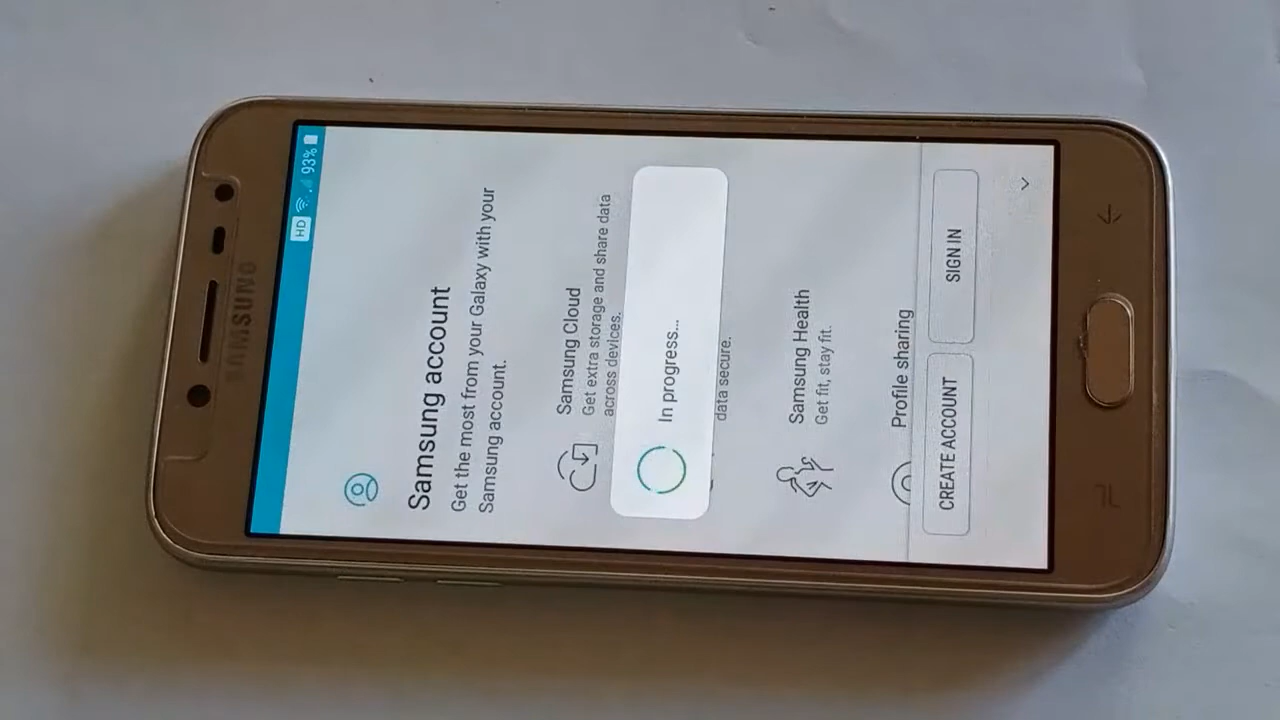 SAMSUNG
HD 93%
Samsung account
Get the most from your Galaxy with your
Samsung account.
Samsung Cloud
Get extra storage and share data
across devices.
In progress...
data secure.
Samsung Health
Get fit, stay fit.
Profile sharing
CREATE ACCOUNT
SIGN IN